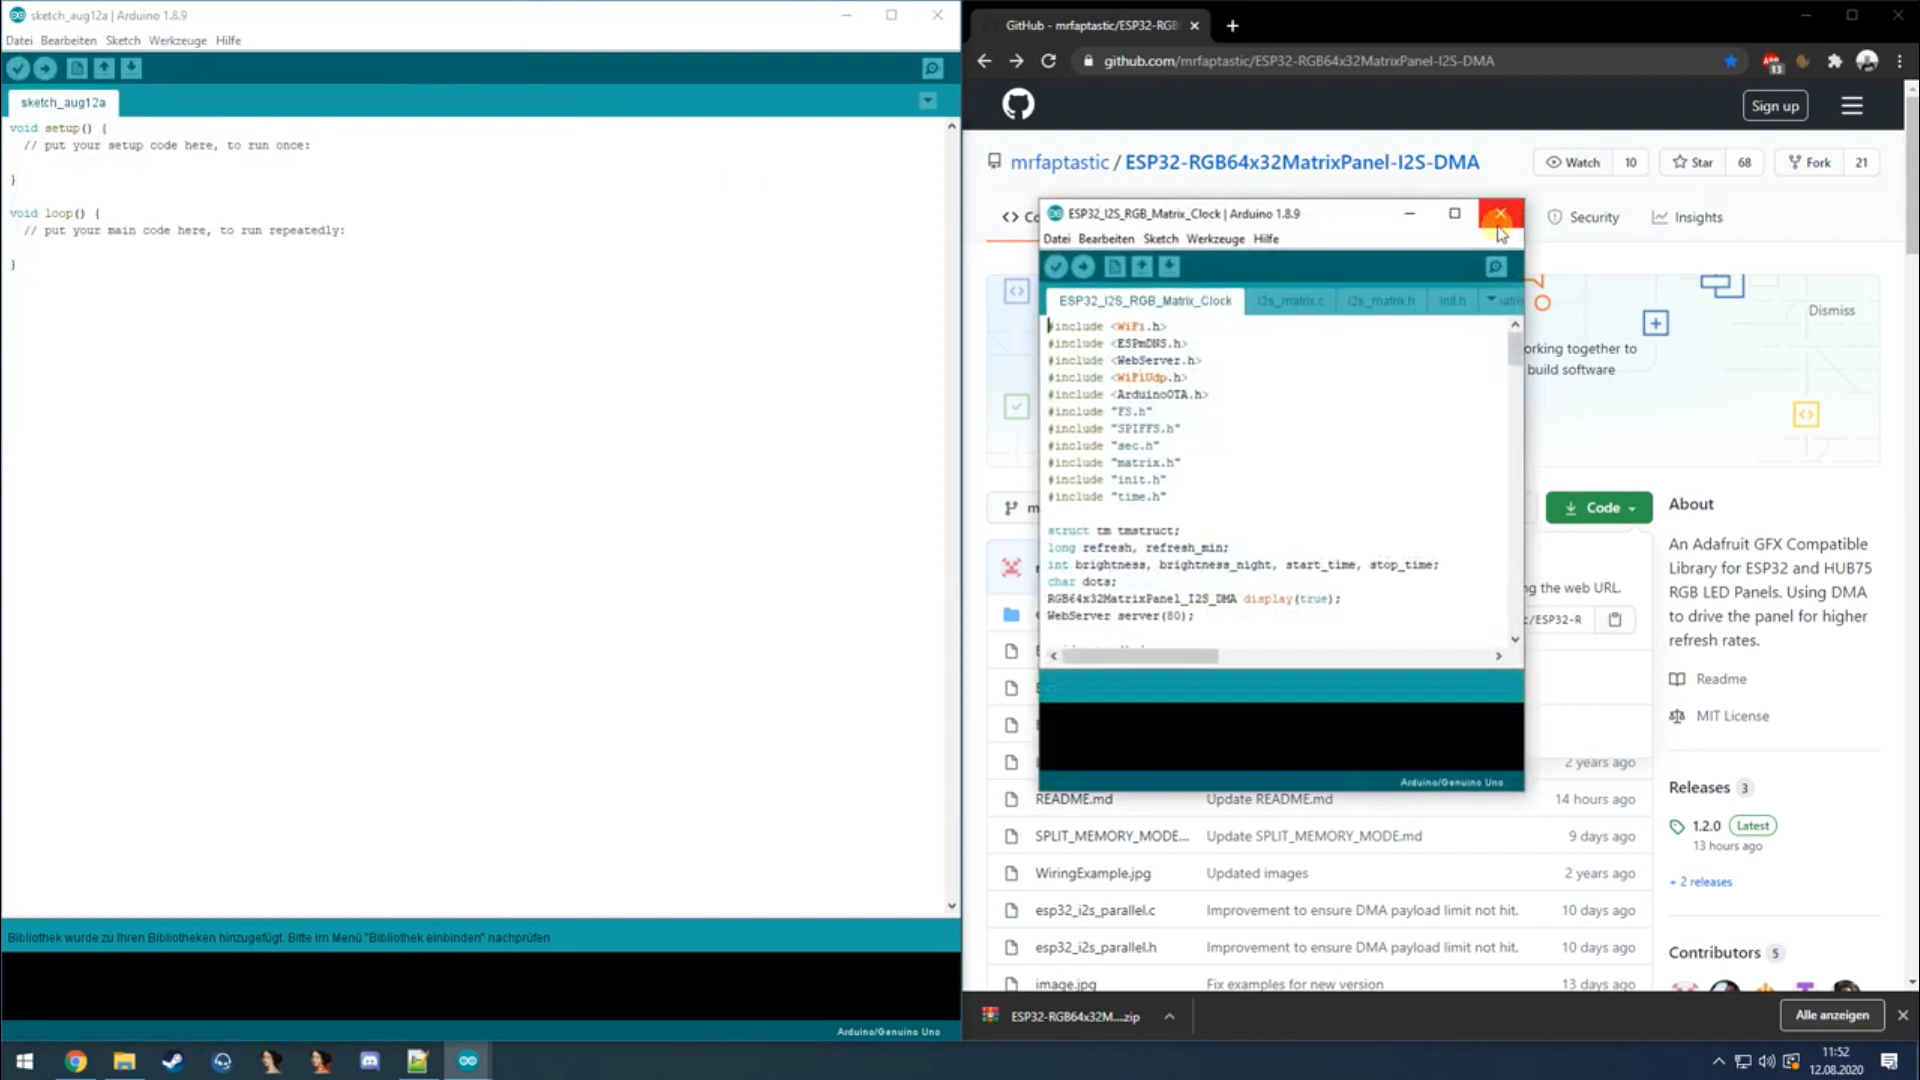 sketch_aug12a | Arduino 1.8.9
Datei Bearbeiten Sketch Werkzeuge Hilfe
sketch_aug12a
void setup() {
// put your setup code here, to run once:
}
void loop() {
// put your main code here, to run repeatedly:
}
Bibliothek wurde zu Ihren Bibliotheken hinzugefügt. Bitte im Menü "Bibliothek einbinden" nachprüfen
Arduino/Genuino Uno
GitHub - mrfaptastic/ESP32-RGB
github.com/mrfaptastic/ESP32-RGB64x32MatrixPanel-I2S-DMA
13
Sign up
mrfaptastic / ESP32-RGB64x32MatrixPanel-I2S-DMA
Watch 10
Star 68
Fork 21
Security
Insights
Dismiss
orking together to
build software
ESP32_I2S_RGB_Matrix_Clock | Arduino 1.8.9
Datei Bearbeiten Sketch Werkzeuge Hilfe
ESP32_I2S_RGB_Matrix_Clock i2s_matrix.c i2s_matrix.h init.h
#include <WiFi.h>
#include <ESPmDNS.h>
#include <WebServer.h>
#include <WiFiUdp.h>
#include <ArduinoOTA.h>
#include "FS.h"
#include "SPIFFS.h"
#include "sec.h"
#include "matrix.h"
#include "init.h"
#include "time.h"
struct tm tmstruct;
long refresh, refresh_min;
int brightness, brightness_night, start_time, stop_time;
char dots;
RGB64x32MatrixPanel_I2S_DMA display(true);
WebServer server(80);
Arduino/Genuino Uno
Code
ng the web URL.
/ESP32-R
2 years ago
README.md Update README.md 14 hours ago
SPLIT_MEMORY_MODE... Update SPLIT_MEMORY_MODE.md 9 days ago
WiringExample.jpg Updated images 2 years ago
esp32_i2s_parallel.c Improvement to ensure DMA payload limit not hit. 10 days ago
esp32_i2s_parallel.h Improvement to ensure DMA payload limit not hit. 10 days ago
image.jpg Fix examples for new version 13 days ago
About
An Adafruit GFX Compatible
Library for ESP32 and HUB75
RGB LED Panels. Using DMA
to drive the panel for higher
refresh rates.
Readme
MIT License
Releases 3
1.2.0 Latest
13 hours ago
+ 2 releases
Contributors 5
ESP32-RGB64x32M....zip
Alle anzeigen
11:52
12.08.2020